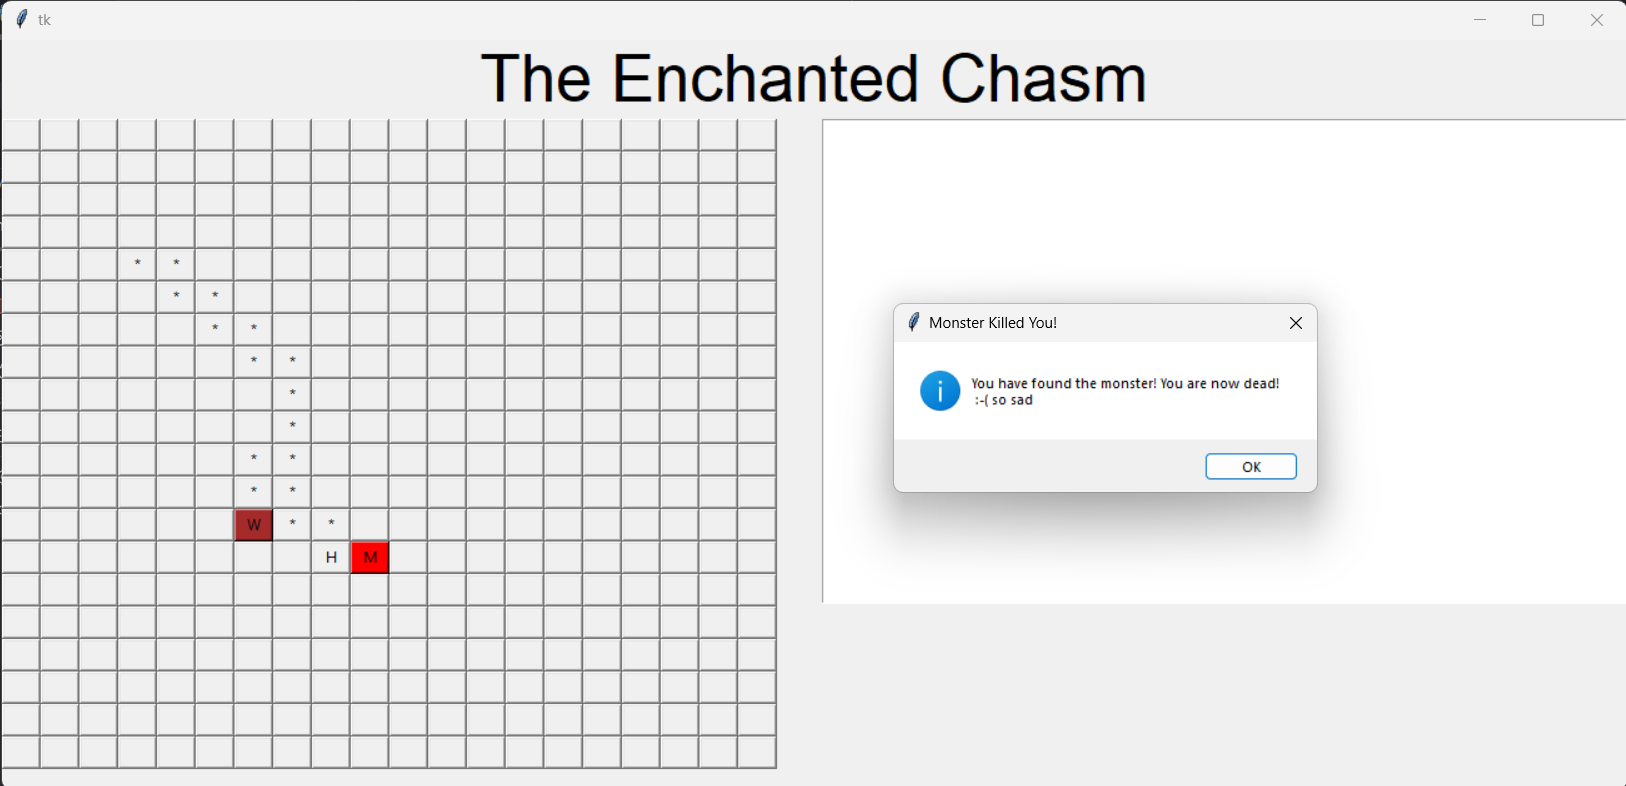 tk
The Enchanted Chasm
* *
* *
* *
* *
*
*
* *
* *
W * *
H M
Monster Killed You!
You have found the monster! You are now dead!
:-( so sad
OK